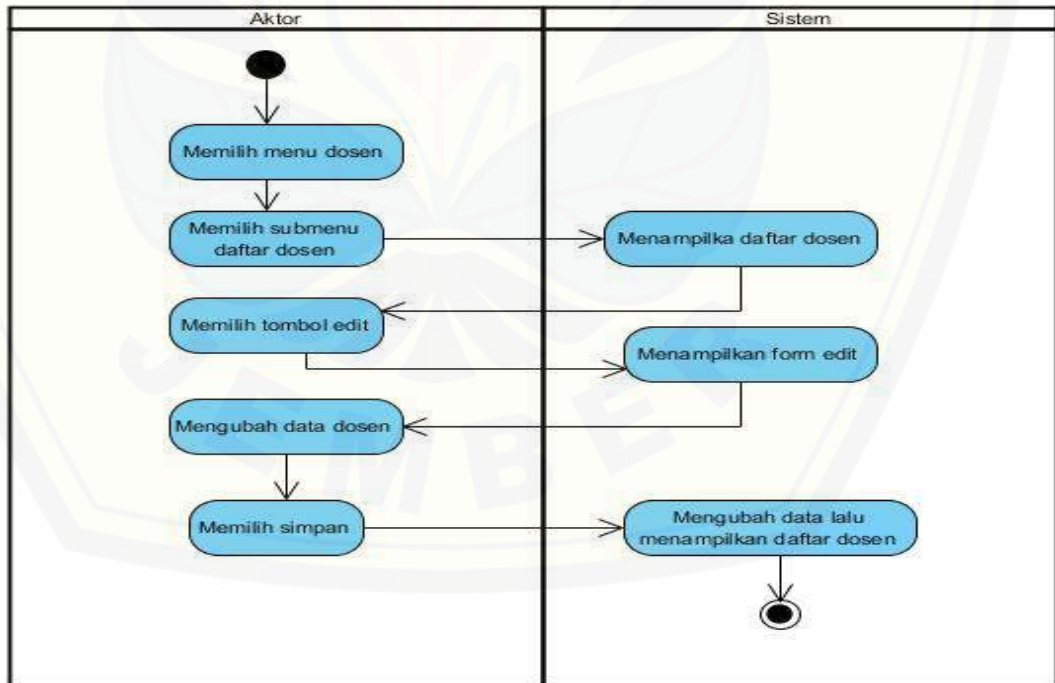 Aktor
Sistem
Memilih menu dosen
Memilih submenu
daftar dosen
Menampilka daftar dosen
Memilih tombol edit
Menampilkan form edit
Mengubah data dosen
Memilih simpan
Mengubah data lalu
menampilkan daftar dosen
JEMBER